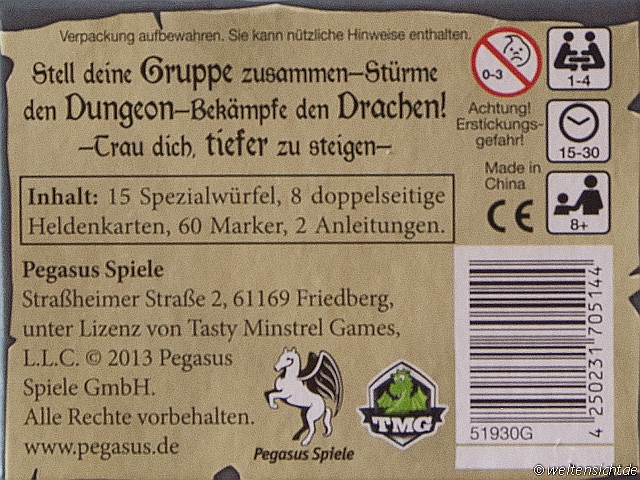 Verpackung aufbewahren. Sie kann nützliche Hinweise enthalten.
Stell deine Gruppe zusammen–Stürme
den Dungeon–Bekämpfe den Drachen!
–Trau dich, tiefer zu steigen–
0-3
1-4
Achtung!
Erstickungs-
gefahr!
15-30
Made in
China
CE
8+
Inhalt: 15 Spezialwürfel, 8 doppelseitige
Heldenkarten, 60 Marker, 2 Anleitungen.
Pegasus Spiele
Straßheimer Straße 2, 61169 Friedberg,
unter Lizenz von Tasty Minstrel Games,
L.L.C. © 2013 Pegasus
Spiele GmbH.
Alle Rechte vorbehalten.
www.pegasus.de
Pegasus Spiele
TMG
51930G
4 250231 705144
© weltensicht.de